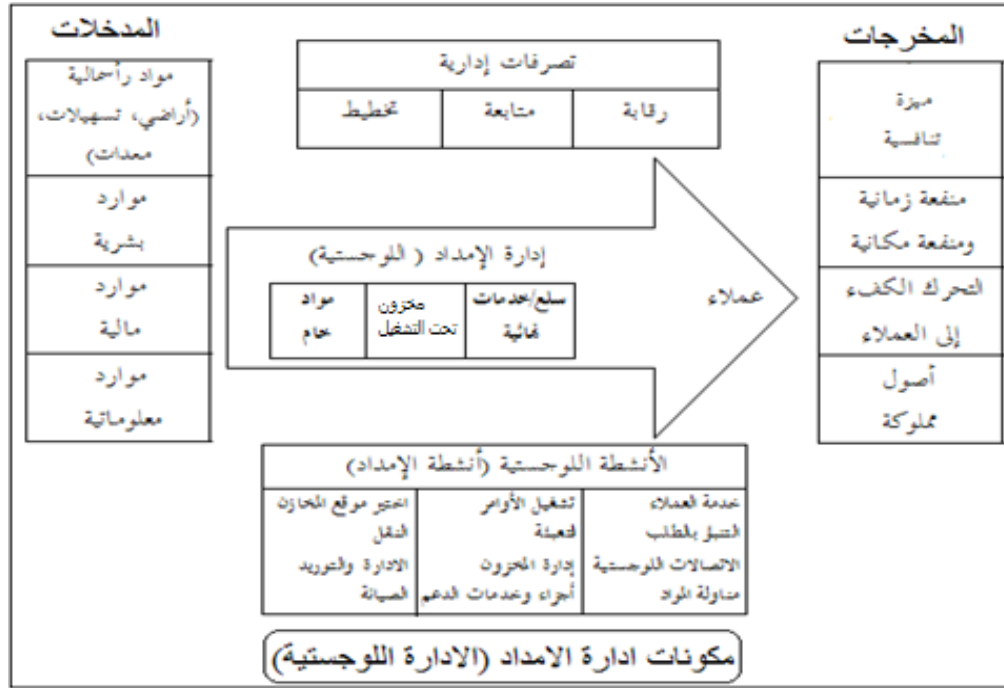 المدخلات
مواد رأسمالية
(أراضي، تسهيلات،
معدات)
موارد
بشرية
موارد
مالية
موارد
معلوماتية
تصرفات إدارية
تخطيط
متابعة
رقابة
إدارة الإمداد ( اللوجستية)
مواد
خام
مخزون
تحت التشغيل
سلع/خدمات
نهائية
عملاء
المخرجات
ميزة
تنافسية
منفعة زمانية
ومنفعة مكانية
التحرك الكفء
إلى العملاء
أصول
مملوكة
الأنشطة اللوجستية (أنشطة الإمداد)
خدمة العملاء
التنبؤ بالطلب
الاتصالات اللوجستية
مناولة المواد
تشغيل الأوامر
لتعبئة
إدارة المخزون
أجزاء وخدمات الدعم
اختير موقع المخازن
النقل
الادارة والتوريد
الصيانة
مكونات ادارة الامداد (الادارة اللوجستية)